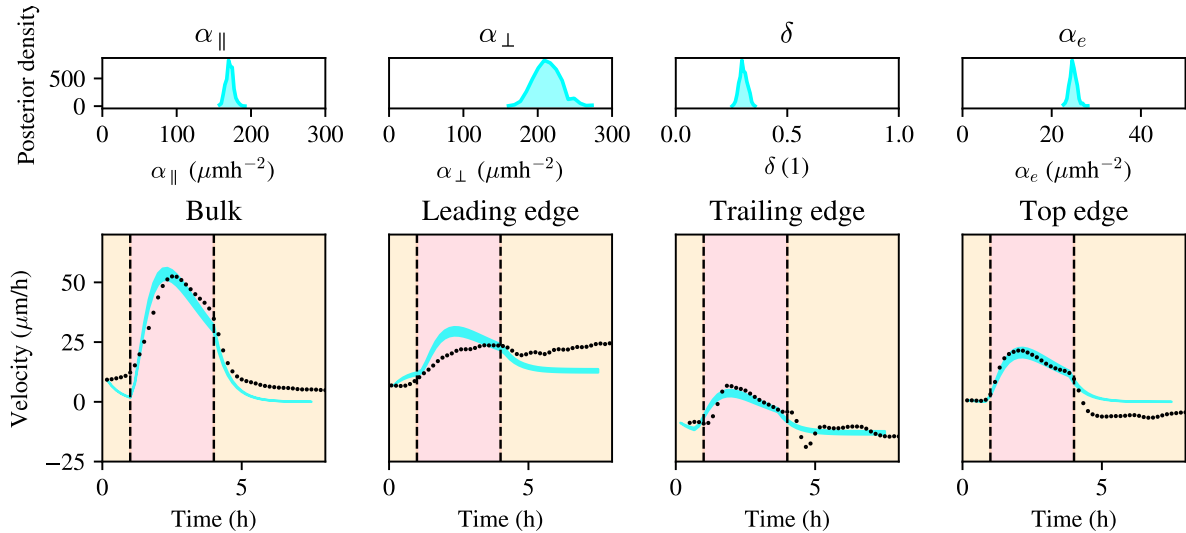 α∥ α⊥ δ αₑ
Posterior density
500
0
0 100 200 300
0 100 200 300
0.0 0.5 1.0
0 20 40
α∥ (μmh⁻²)
α⊥ (μmh⁻²)
δ (1)
αₑ (μmh⁻²)
Bulk
Leading edge
Trailing edge
Top edge
Velocity (μm/h)
50
25
0
−25
0 5
0 5
0 5
0 5
Time (h)
Time (h)
Time (h)
Time (h)